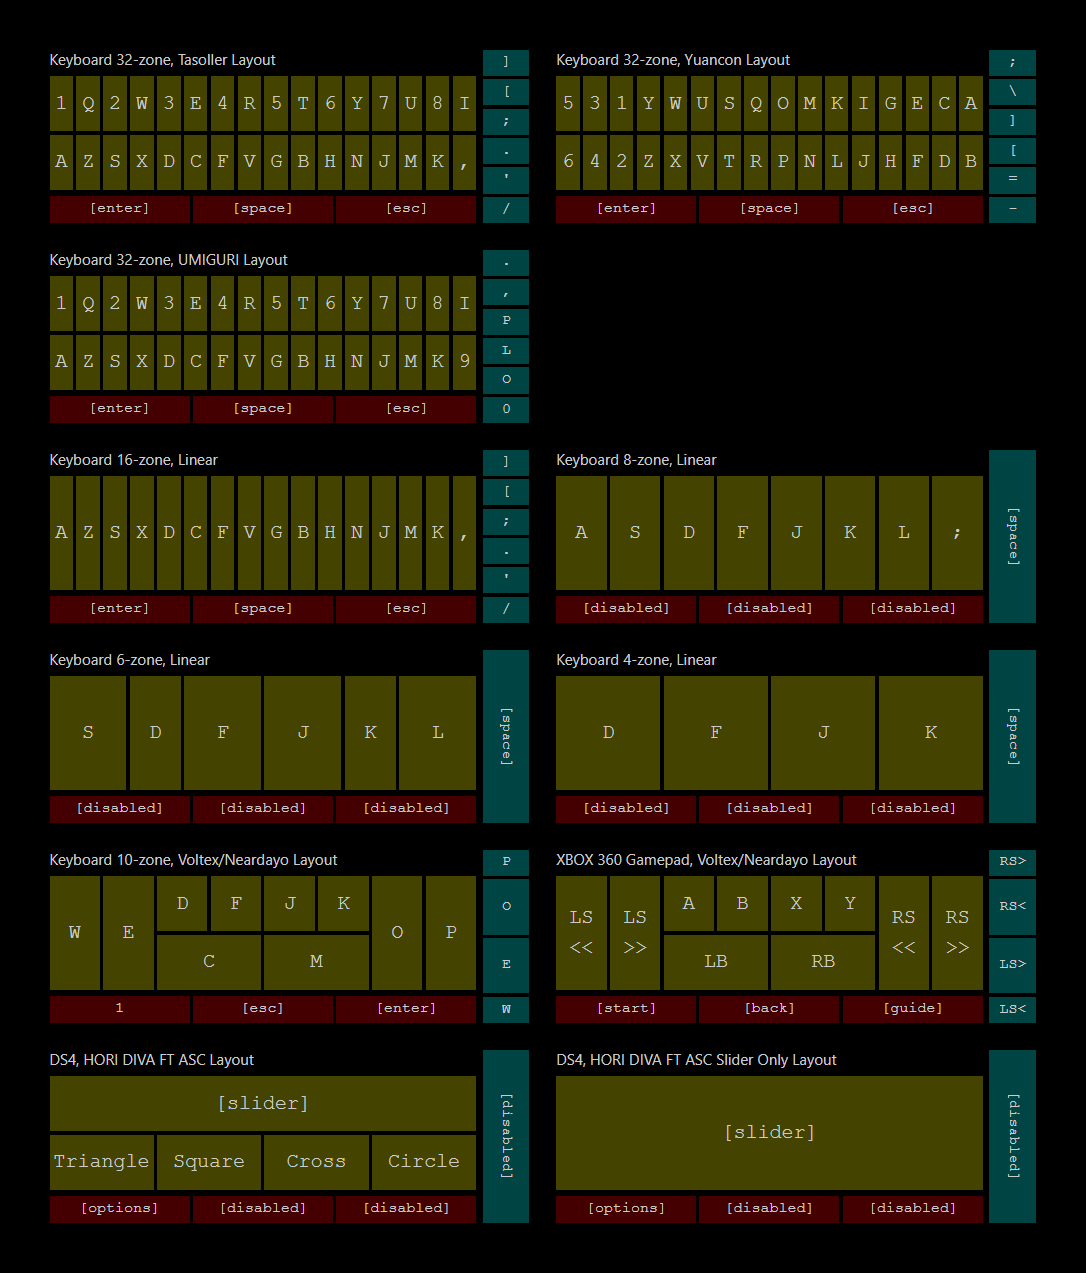 Keyboard 32-zone, Tasoller Layout
1 Q 2 W 3 E 4 R 5 T 6 Y 7 U 8 I
A Z S X D C F V G B H N J M K ,
[enter] [space] [esc]
]
[
;
.
'
/
Keyboard 32-zone, Yuancon Layout
5 3 1 Y W U S Q O M K I G E C A
6 4 2 Z X V T R P N L J H F D B
[enter] [space] [esc]
;
\
]
[
=
-
Keyboard 32-zone, UMIGURI Layout
1 Q 2 W 3 E 4 R 5 T 6 Y 7 U 8 I
A Z S X D C F V G B H N J M K 9
[enter] [space] [esc]
.
,
P
L
O
0
Keyboard 16-zone, Linear
A Z S X D C F V G B H N J M K ,
[enter] [space] [esc]
]
[
;
.
'
/
Keyboard 8-zone, Linear
A S D F J K L ;
[disabled] [disabled] [disabled]
[space]
Keyboard 6-zone, Linear
S D F J K L
[disabled] [disabled] [disabled]
[space]
Keyboard 4-zone, Linear
D F J K
[disabled] [disabled] [disabled]
[space]
Keyboard 10-zone, Voltex/Neardayo Layout
D F J K
W E O P
C M
1 [esc] [enter]
P
O
E
W
XBOX 360 Gamepad, Voltex/Neardayo Layout
A B X Y
LS LS RS RS
<< >> << >>
LB RB
[start] [back] [guide]
RS>
RS<
LS>
LS<
DS4, HORI DIVA FT ASC Layout
[slider]
Triangle Square Cross Circle
[options] [disabled] [disabled]
[disabled]
DS4, HORI DIVA FT ASC Slider Only Layout
[slider]
[options] [disabled] [disabled]
[disabled]